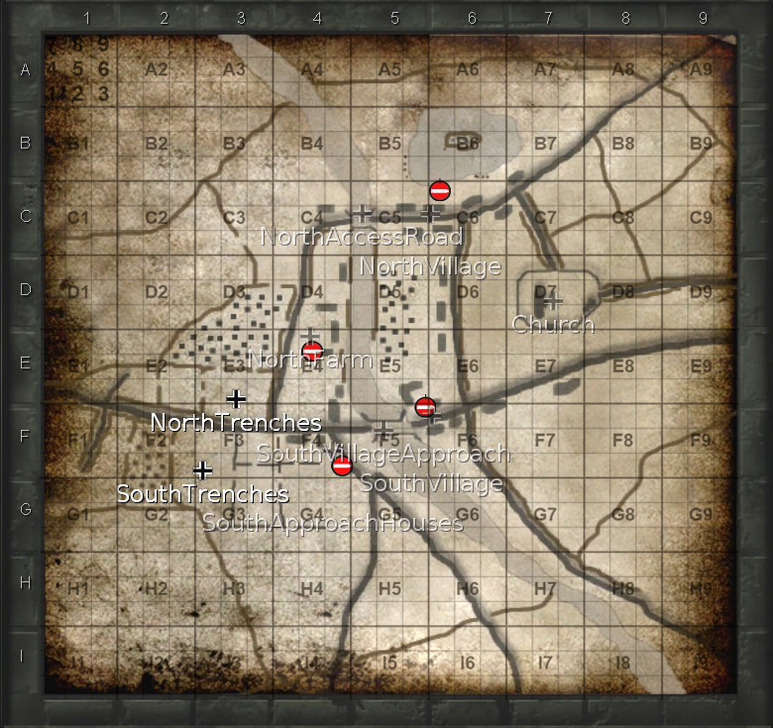 1 2 3 4 5 6 7 8 9
7 8 9
A 4 5 6 A2 A3 A4 A5 A6 A7 A8 A9
1 2 3
B B1 B2 B3 B4 B5 B6 B7 B8 B9
C C1 C2 C3 C5 C6 C7 C8 C9
NorthAccessRoad
NorthVillage
D D1 D2 D3 D4 D5 D6 D7 D8 D9
Church
E E1 E2 E3 E4 E5 E6 E7 E8 E9
NorthFarm
NorthTrenches
F F1 F2 F3 F4 F5 F6 F7 F8 F9
SouthVillageApproach
SouthVillage
SouthTrenches
G G1 G2 G3 G4 G5 G6 G7 G8 G9
SouthApproachHouses
H H1 H2 H3 H4 H5 H6 H7 H8 H9
I I1 I2 I3 I4 I5 I6 I7 I8 I9